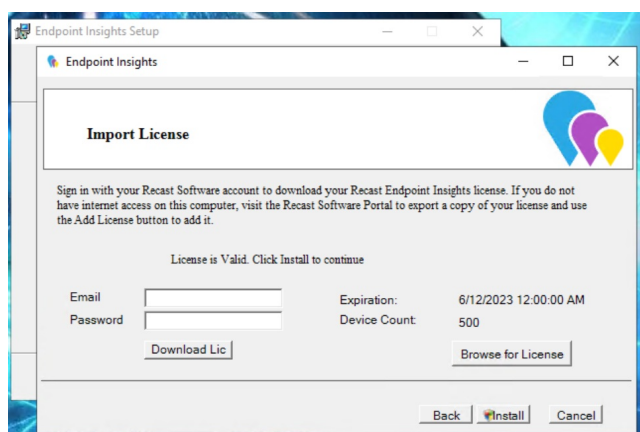 Endpoint Insights Setup
Endpoint Insights
Import License
Sign in with your Recast Software account to download your Recast Endpoint Insights license. If you do not
have internet access on this computer, visit the Recast Software Portal to export a copy of your license and use
the Add License button to add it.
License is Valid. Click Install to continue
Email
Expiration: 6/12/2023 12:00:00 AM
Password
Device Count: 500
Download Lic
Browse for License
Back Install Cancel